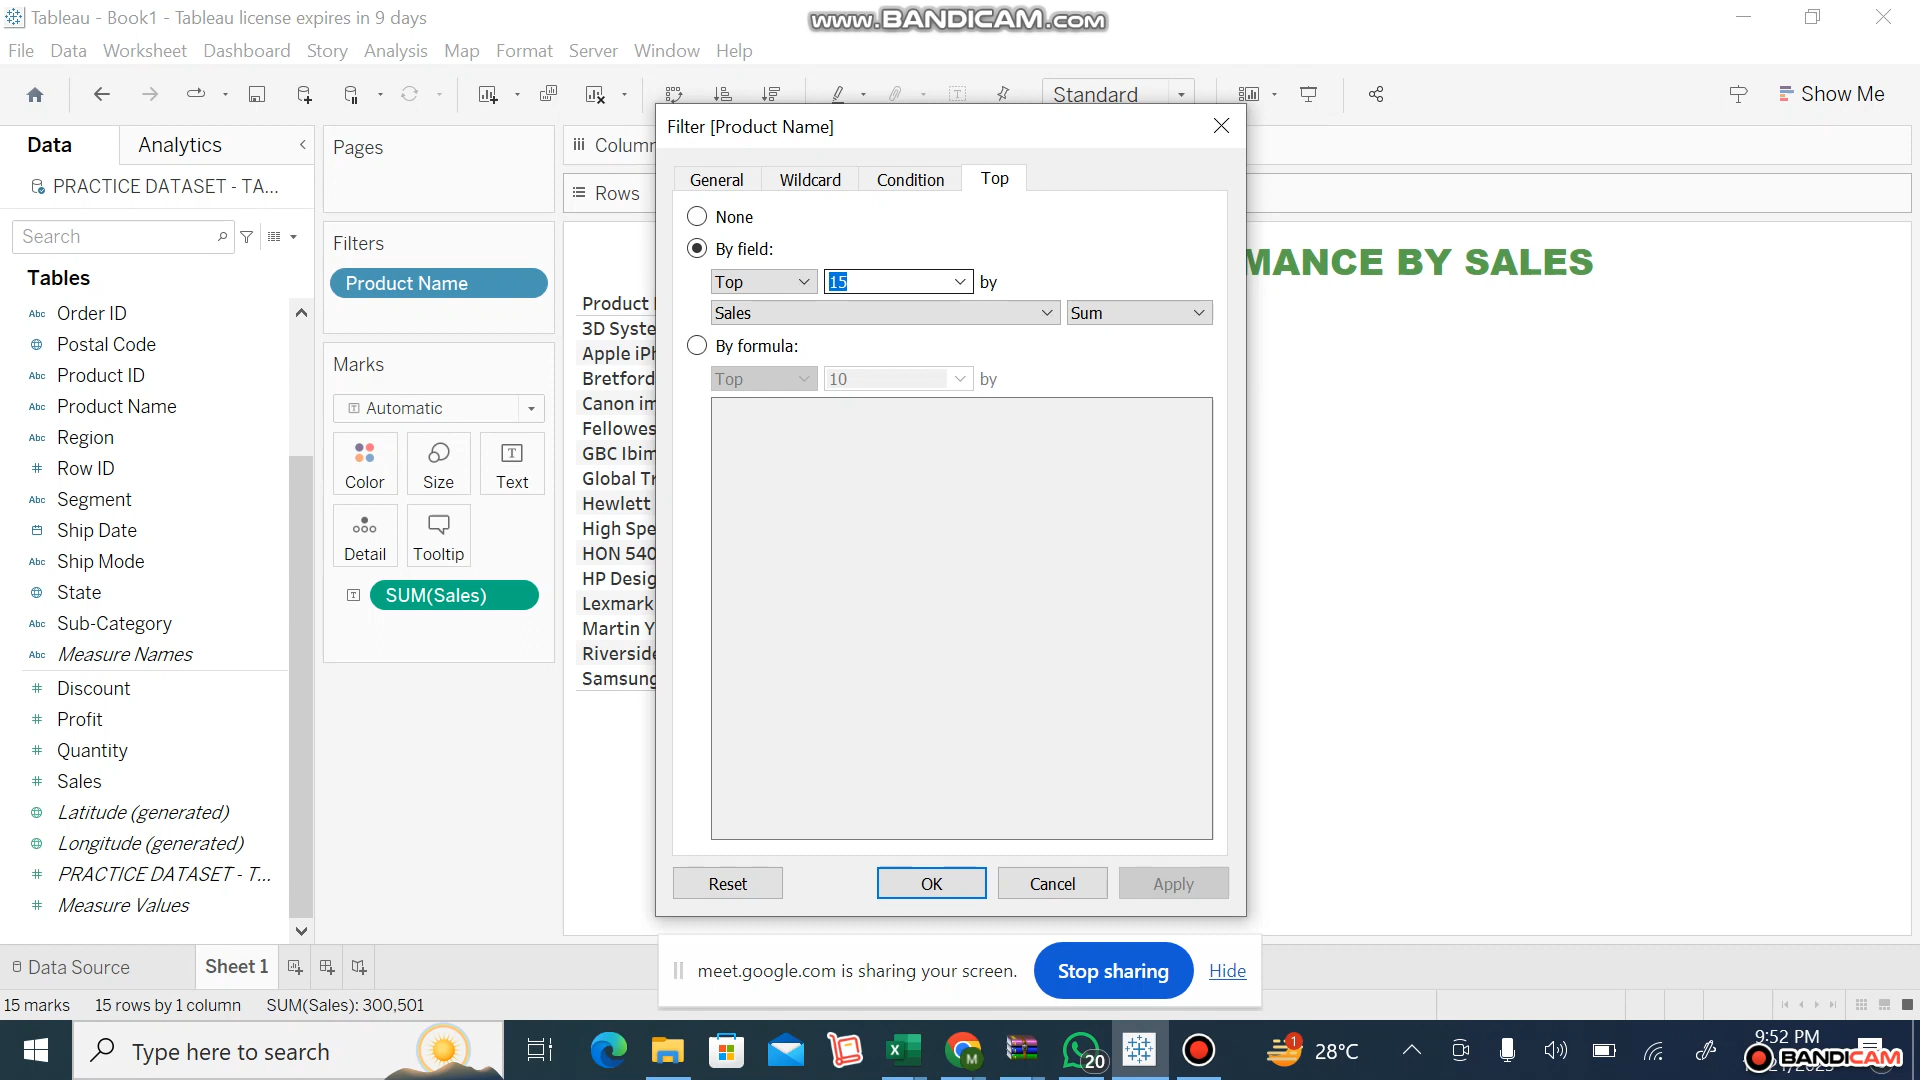 Tableau - Book1 - Tableau license expires in 9 days
www.BANDICAM.com
File Data Worksheet Dashboard Story Analysis Map Format Server Window Help
Standard
Show Me
Data Analytics
PRACTICE DATASET - TA...
Search
Tables
Order ID
Postal Code
Product ID
Product Name
Region
Row ID
Segment
Ship Date
Ship Mode
State
Sub-Category
Measure Names
Discount
Profit
Quantity
Sales
Latitude (generated)
Longitude (generated)
PRACTICE DATASET - T...
Measure Values
Pages
Filters
Product Name
Marks
Automatic
Color Size Text
Detail Tooltip
SUM(Sales)
Column
Rows
MANCE BY SALES
Product
3D Syste
Apple iPh
Bretford
Canon im
Fellowes
GBC Ibim
Global Tr
Hewlett
High Spe
HON 540
HP Desig
Lexmark
Martin Y
Riverside
Samsung
Filter [Product Name]
General Wildcard Condition Top
None
By field:
Top 15 by
Sales Sum
By formula:
Top 10 by
Reset OK Cancel Apply
meet.google.com is sharing your screen. Stop sharing Hide
Data Source Sheet 1
15 marks 15 rows by 1 column SUM(Sales): 300,501
Type here to search
20
1
28°C
9:52 PM
BANDICAM